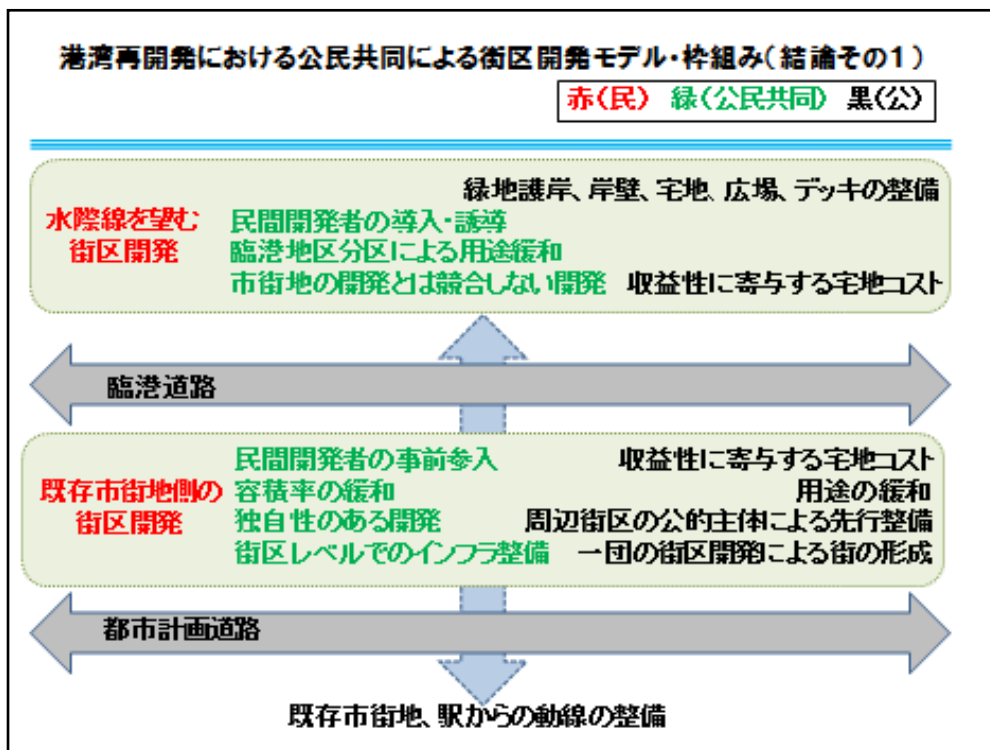 港湾再開発における公民共同による街区開発モデル・枠組み(結論その1)
赤(民) 緑(公民共同) 黒(公)
緑地護岸、岸壁、宅地、広場、デッキの整備
水際線を望む
街区開発
民間開発者の導入・誘導
臨港地区分区による用途緩和
市街地の開発とは競合しない開発 収益性に寄与する宅地コスト
臨港道路
既存市街地側の
街区開発
民間開発者の事前参入 収益性に寄与する宅地コスト
容積率の緩和 用途の緩和
独自性のある開発 周辺街区の公的主体による先行整備
街区レベルでのインフラ整備 一団の街区開発による街の形成
都市計画道路
既存市街地、駅からの動線の整備